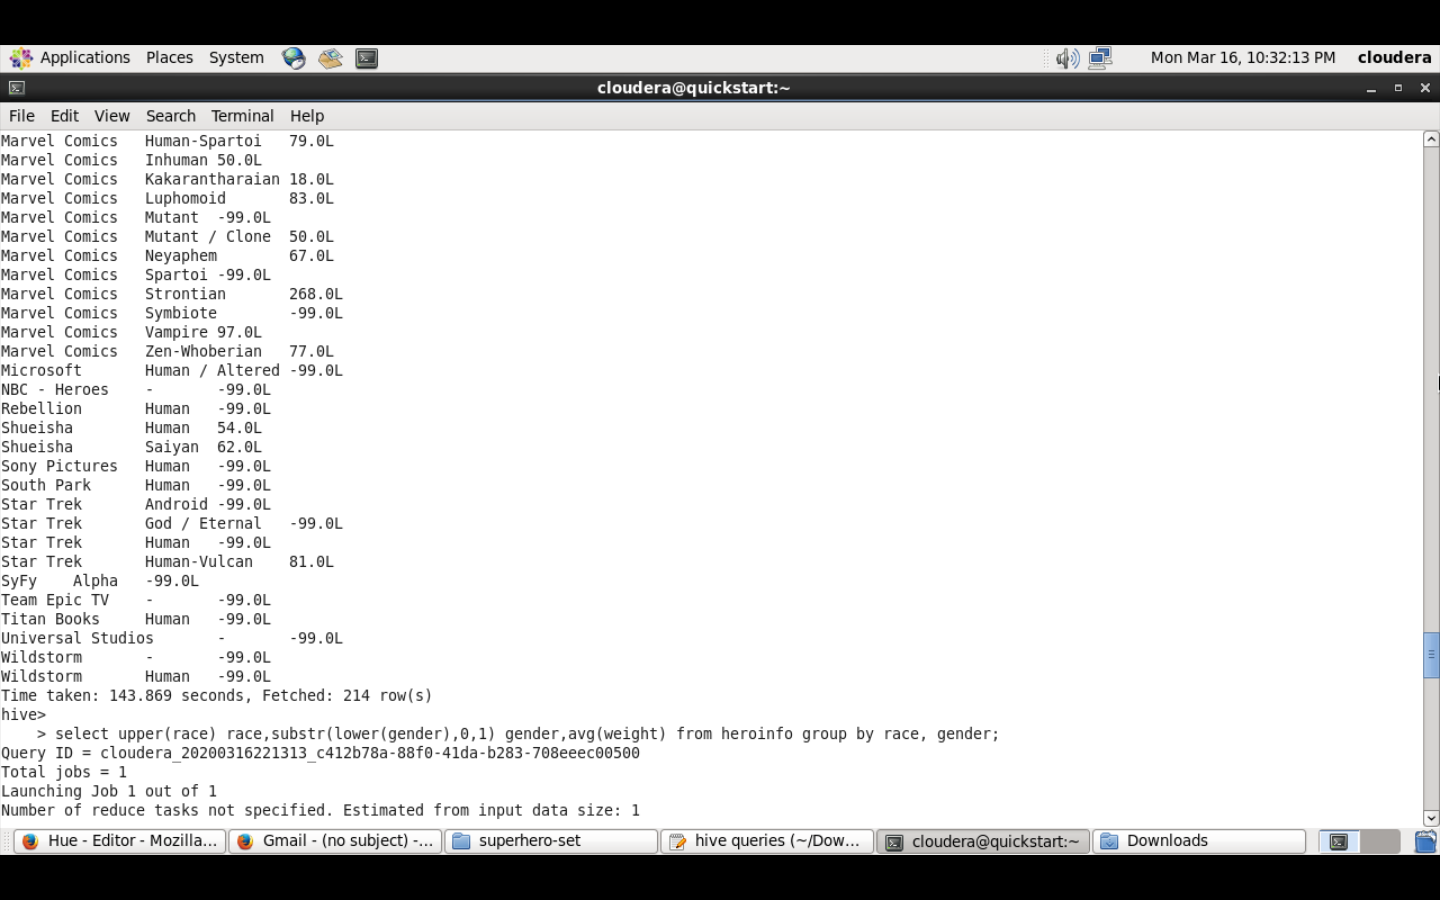 Applications Places System Mon Mar 16, 10:32:13 PM cloudera
cloudera@quickstart:~
File Edit View Search Terminal Help
Marvel Comics Human-Spartoi 79.0L
Marvel Comics Inhuman 50.0L
Marvel Comics Kakarantharaian 18.0L
Marvel Comics Luphomoid 83.0L
Marvel Comics Mutant -99.0L
Marvel Comics Mutant / Clone 50.0L
Marvel Comics Neyaphem 67.0L
Marvel Comics Spartoi -99.0L
Marvel Comics Strontian 268.0L
Marvel Comics Symbiote -99.0L
Marvel Comics Vampire 97.0L
Marvel Comics Zen-Whoberian 77.0L
Microsoft Human / Altered -99.0L
NBC - Heroes - -99.0L
Rebellion Human -99.0L
Shueisha Human 54.0L
Shueisha Saiyan 62.0L
Sony Pictures Human -99.0L
South Park Human -99.0L
Star Trek Android -99.0L
Star Trek God / Eternal -99.0L
Star Trek Human -99.0L
Star Trek Human-Vulcan 81.0L
SyFy Alpha -99.0L
Team Epic TV - -99.0L
Titan Books Human -99.0L
Universal Studios - -99.0L
Wildstorm - -99.0L
Wildstorm Human -99.0L
Time taken: 143.869 seconds, Fetched: 214 row(s)
hive>
> select upper(race) race,substr(lower(gender),0,1) gender,avg(weight) from heroinfo group by race, gender;
Query ID = cloudera_20200316221313_c412b78a-88f0-41da-b283-708eeec00500
Total jobs = 1
Launching Job 1 out of 1
Number of reduce tasks not specified. Estimated from input data size: 1
Hue - Editor - Mozilla... Gmail - (no subject) -... superhero-set hive queries (~/Dow... cloudera@quickstart:~ Downloads